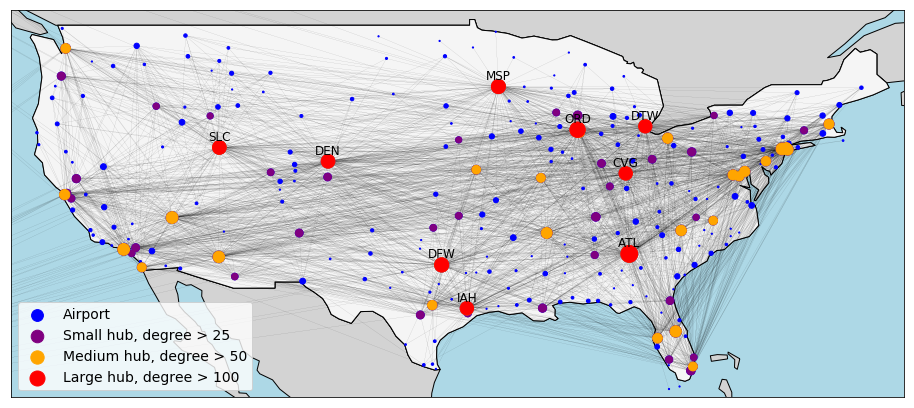 MSP
ORD
DTW
SLC
DEN
CVG
ATL
DFW
IAH
Airport
Small hub, degree > 25
Medium hub, degree > 50
Large hub, degree > 100